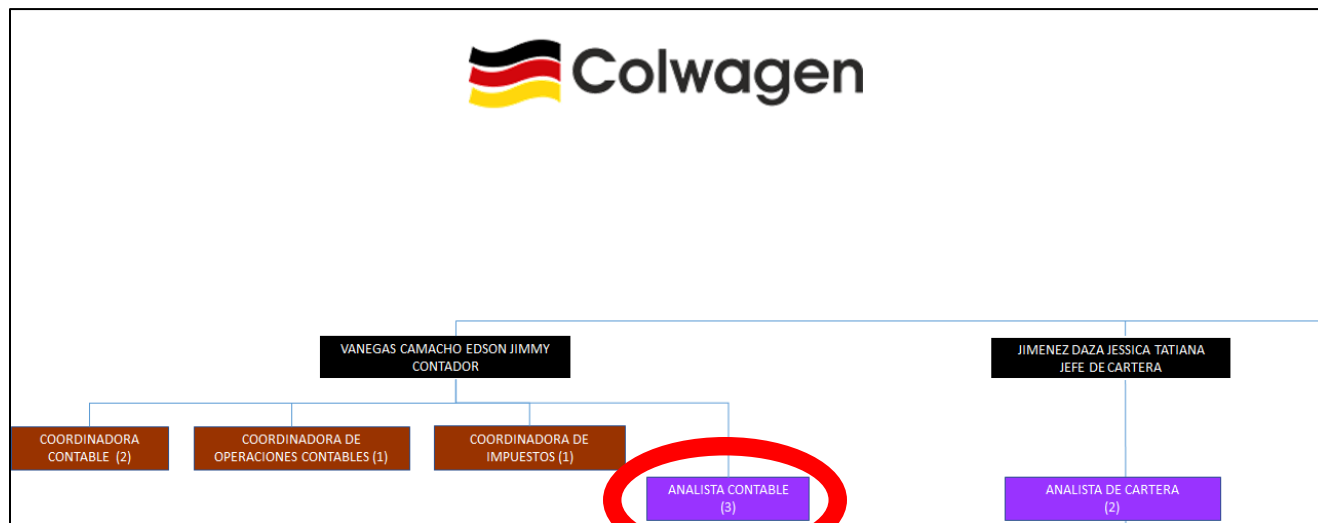 Colwagen
VANEGAS CAMACHO EDSON JIMMY
CONTADOR
JIMENEZ DAZA JESSICA TATIANA
JEFE DE CARTERA
COORDINADORA
CONTABLE (2)
COORDINADORA DE
OPERACIONES CONTABLES (1)
COORDINADORA DE
IMPUESTOS (1)
ANALISTA CONTABLE
(3)
ANALISTA DE CARTERA
(2)